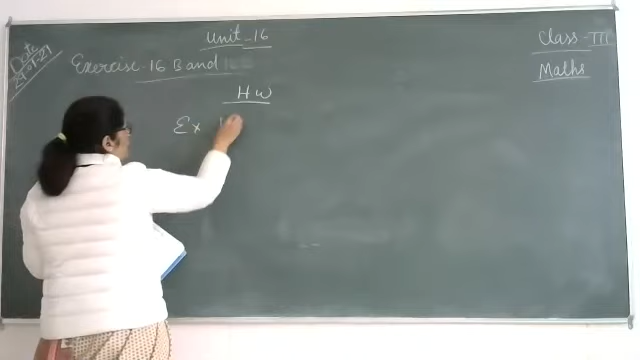 Unit-16
Class-III
Date
Exercise-16 B and
Maths
HW
Ex